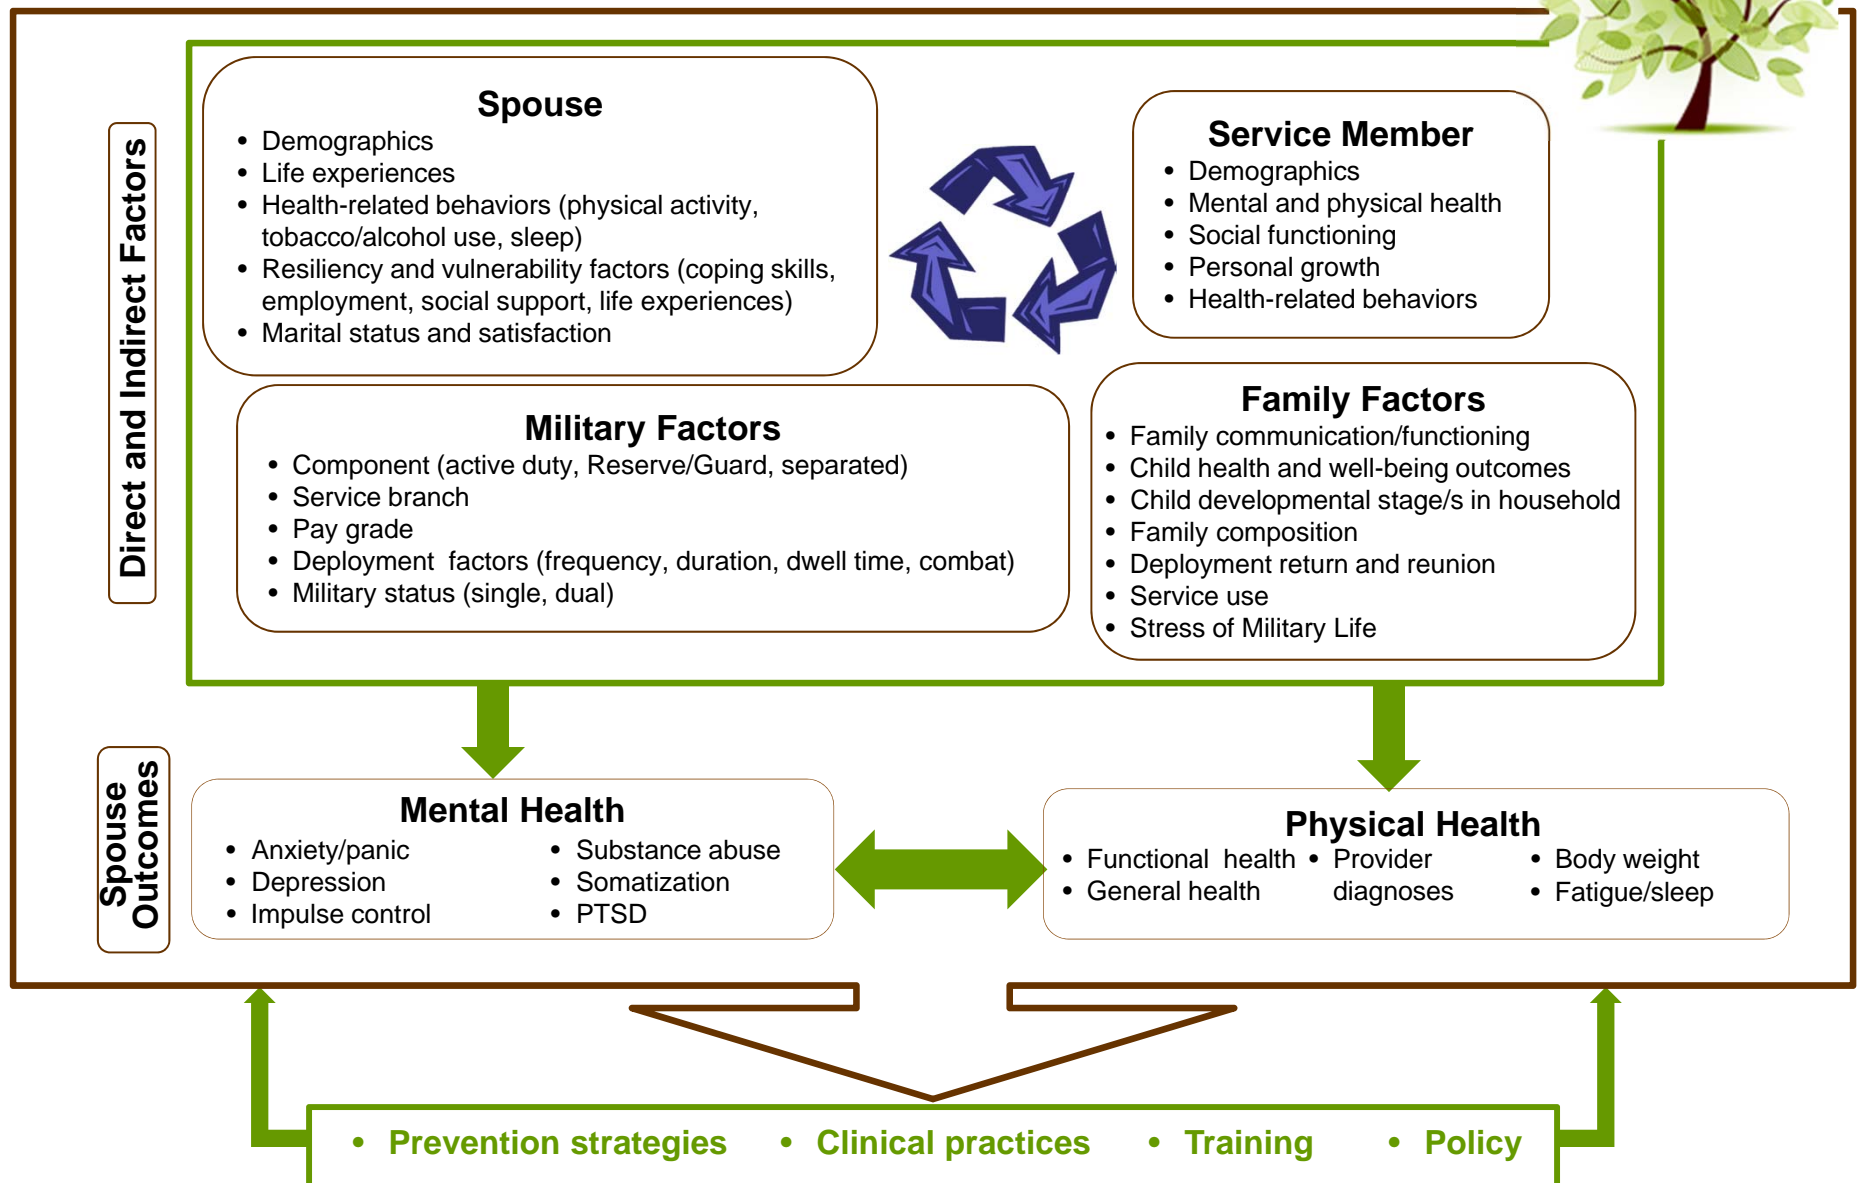 Direct and Indirect Factors
Spouse
• Demographics
• Life experiences
• Health-related behaviors (physical activity,
tobacco/alcohol use, sleep)
• Resiliency and vulnerability factors (coping skills,
employment, social support, life experiences)
• Marital status and satisfaction
Service Member
• Demographics
• Mental and physical health
• Social functioning
• Personal growth
• Health-related behaviors
Military Factors
• Component (active duty, Reserve/Guard, separated)
• Service branch
• Pay grade
• Deployment factors (frequency, duration, dwell time, combat)
• Military status (single, dual)
Family Factors
• Family communication/functioning
• Child health and well-being outcomes
• Child developmental stage/s in household
• Family composition
• Deployment return and reunion
• Service use
• Stress of Military Life
Spouse
Outcomes
Mental Health
• Anxiety/panic
• Depression
• Impulse control
• Substance abuse
• Somatization
• PTSD
Physical Health
• Functional health
• General health
• Provider
diagnoses
• Body weight
• Fatigue/sleep
• Prevention strategies • Clinical practices • Training • Policy